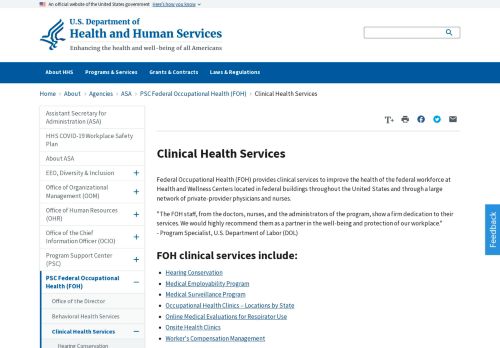 An official website of the United States government Here's how you know
U.S. Department of
Health and Human Services
Enhancing the health and well-being of all Americans
About HHS Programs & Services Grants & Contracts Laws & Regulations
Home › About › Agencies › ASA › PSC Federal Occupational Health (FOH) › Clinical Health Services
Assistant Secretary for
Administration (ASA)
HHS COVID-19 Workplace Safety
Plan
About ASA
EEO, Diversity & Inclusion
Office of Organizational
Management (OOM)
Office of Human Resources
(OHR)
Office of the Chief
Information Officer (OCIO)
Program Support Center
(PSC)
PSC Federal Occupational
Health (FOH)
Office of the Director
Behavioral Health Services
Clinical Health Services
Hearing Conservation
T+
Clinical Health Services
Federal Occupational Health (FOH) provides clinical services to improve the health of the federal workforce at
Health and Wellness Centers located in federal buildings throughout the United States and through a large
network of private-provider physicians and nurses.
"The FOH staff, from the doctors, nurses, and the administrators of the program, show a firm dedication to their
services. We would highly recommend them as a partner in the well-being and protection of our workplace."
- Program Specialist, U.S. Department of Labor (DOL)
FOH clinical services include:
Hearing Conservation
Medical Employability Program
Medical Surveillance Program
Occupational Health Clinics – Locations by State
Online Medical Evaluations for Respirator Use
Onsite Health Clinics
Worker's Compensation Management
Feedback